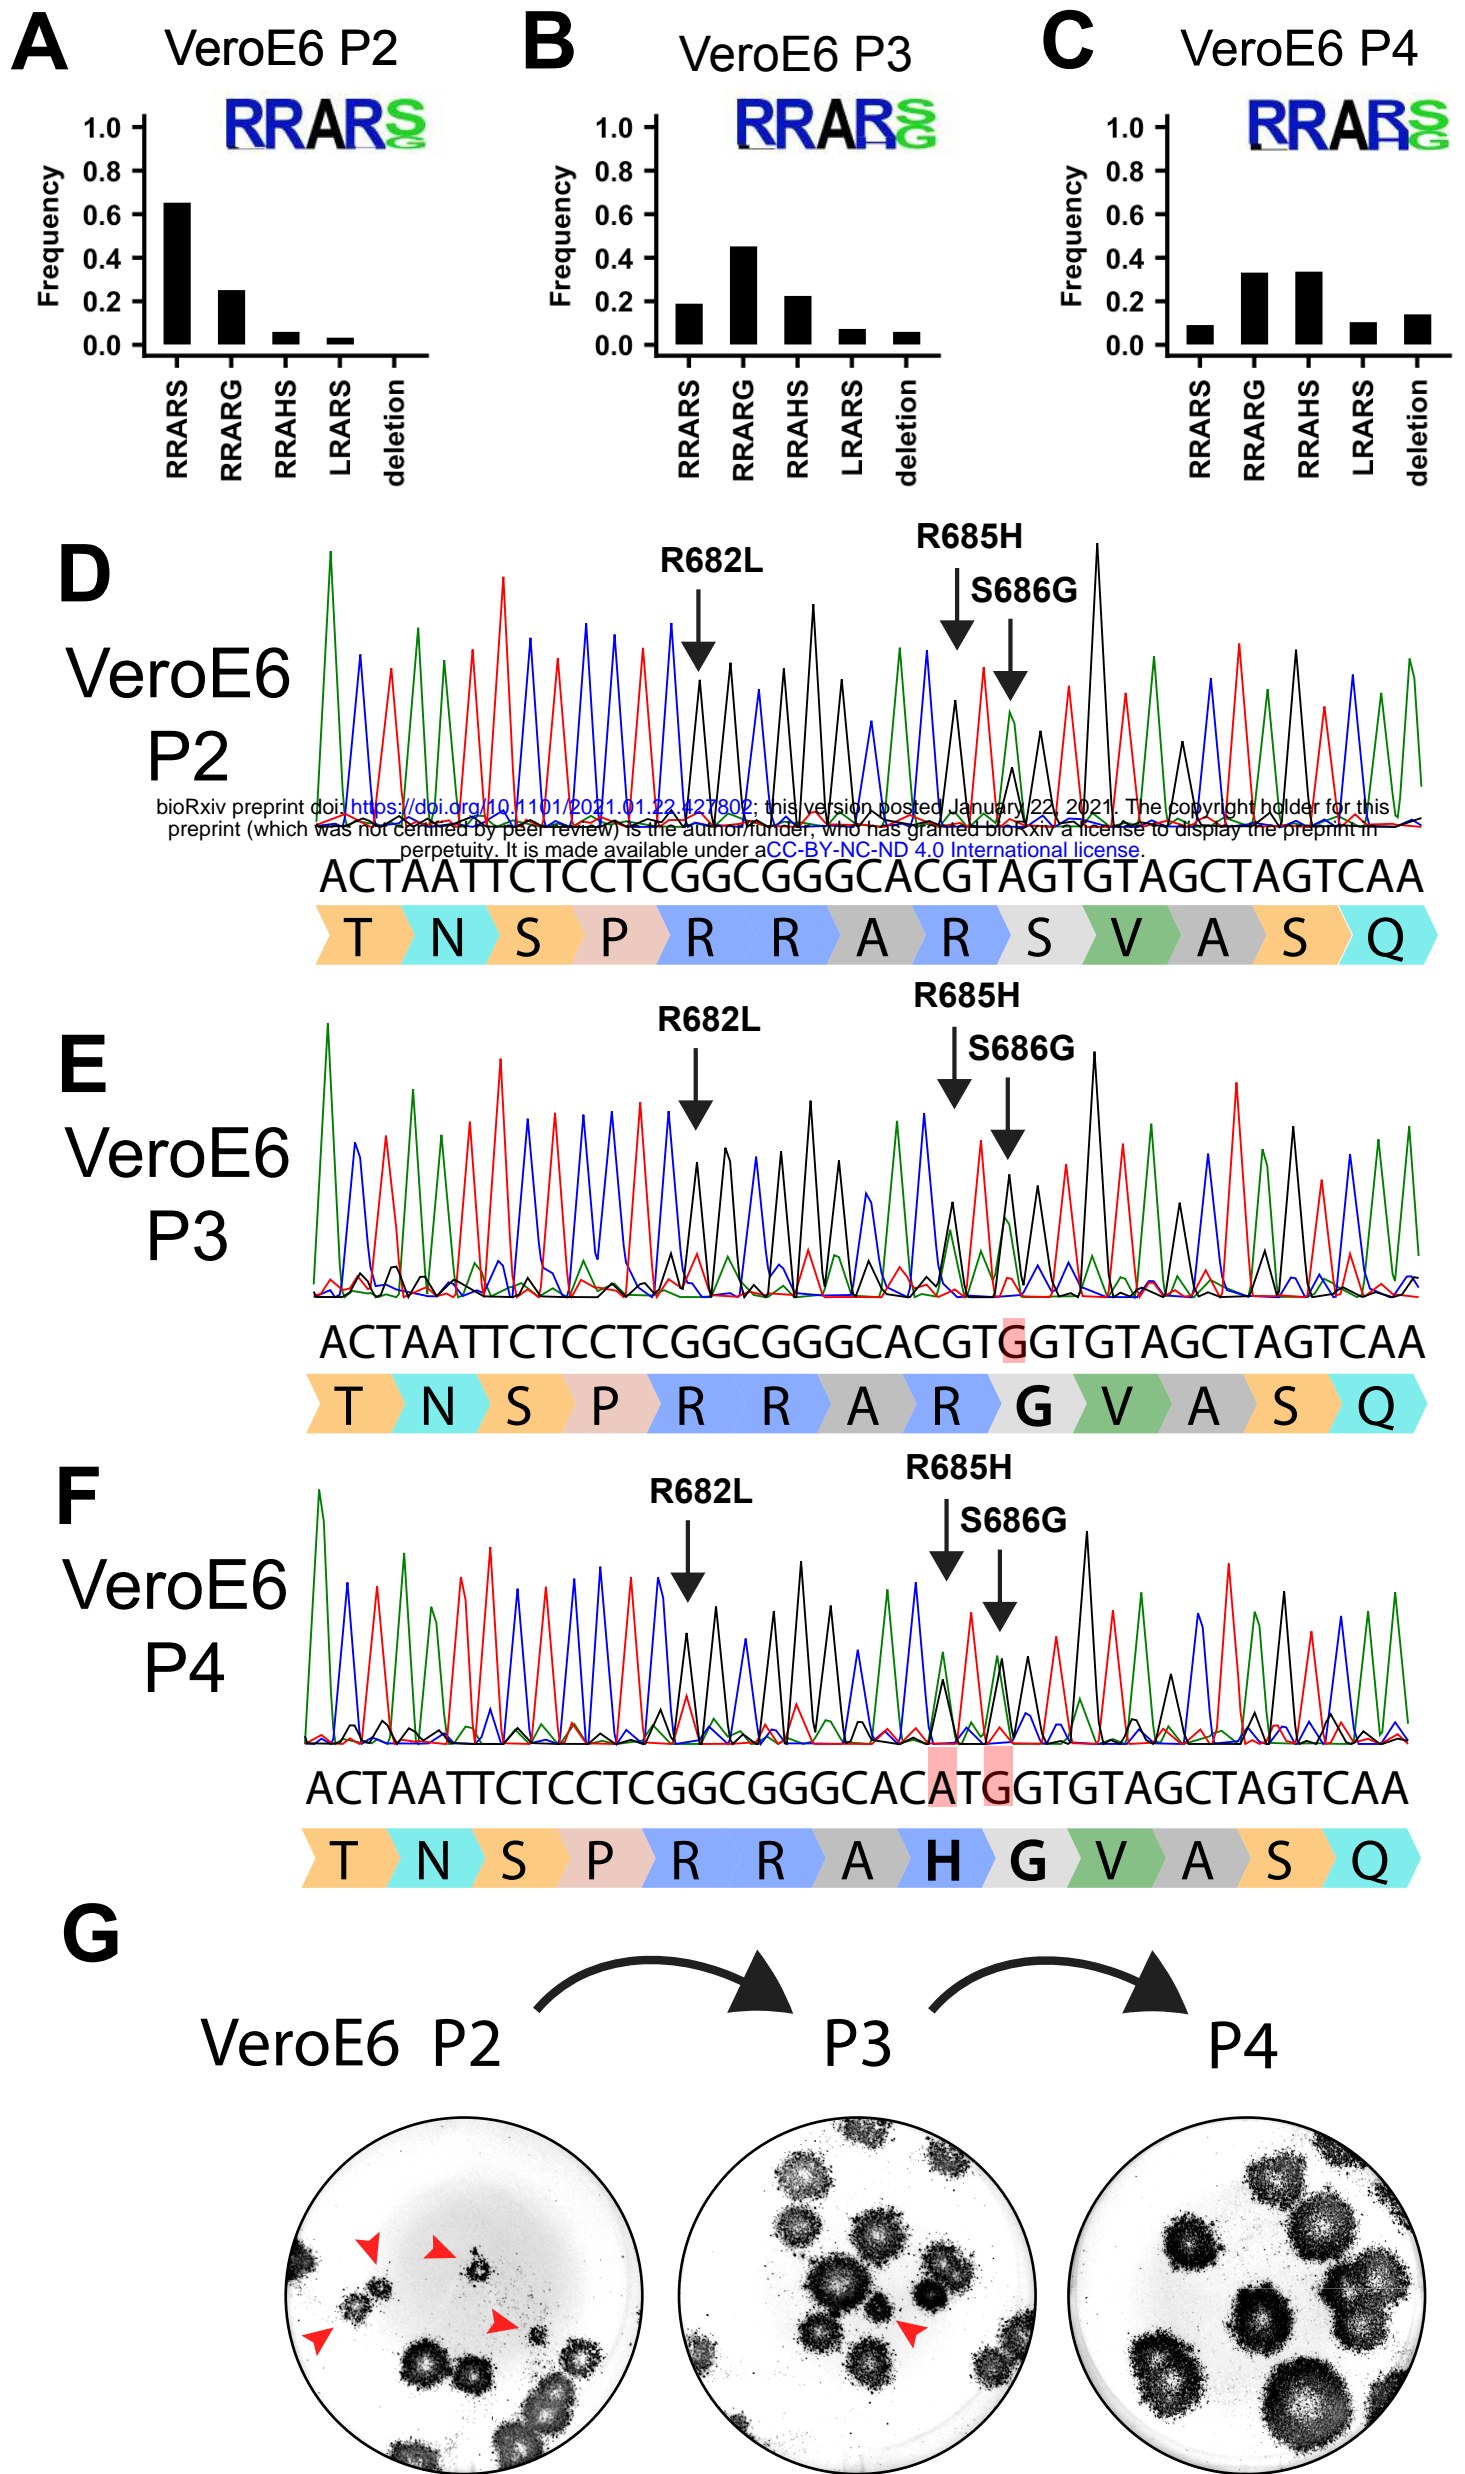 A
VeroE6 P2
RRARS
G
1.0
0.8
0.6
0.4
0.2
0.0
Frequency
RRARS
RRARG
RRAHS
LRARS
deletion
B
VeroE6 P3
RRARS
HG
1.0
0.8
0.6
0.4
0.2
0.0
Frequency
RRARS
RRARG
RRAHS
LRARS
deletion
C
VeroE6 P4
RRARS
LHG
1.0
0.8
0.6
0.4
0.2
0.0
Frequency
RRARS
RRARG
RRAHS
LRARS
deletion
D
VeroE6
P2
R682L
R685H
S686G
bioRxiv preprint doi: https://doi.org/10.1101/2021.01.22.427802; this version posted January 22, 2021. The copyright holder for this
preprint (which was not certified by peer review) is the author/funder, who has granted bioRxiv a license to display the preprint in
perpetuity. It is made available under aCC-BY-NC-ND 4.0 International license.
ACTAATTCTCCTCGGCGGGCACGTAGTGTAGCTAGTCAA
T N S P R R A R S V A S Q
E
VeroE6
P3
R682L
R685H
S686G
ACTAATTCTCCTCGGCGGGCACGTGGTGTAGCTAGTCAA
T N S P R R A R G V A S Q
F
VeroE6
P4
R682L
R685H
S686G
ACTAATTCTCCTCGGCGGGCACATGGTGTAGCTAGTCAA
T N S P R R A H G V A S Q
G
VeroE6 P2
P3
P4